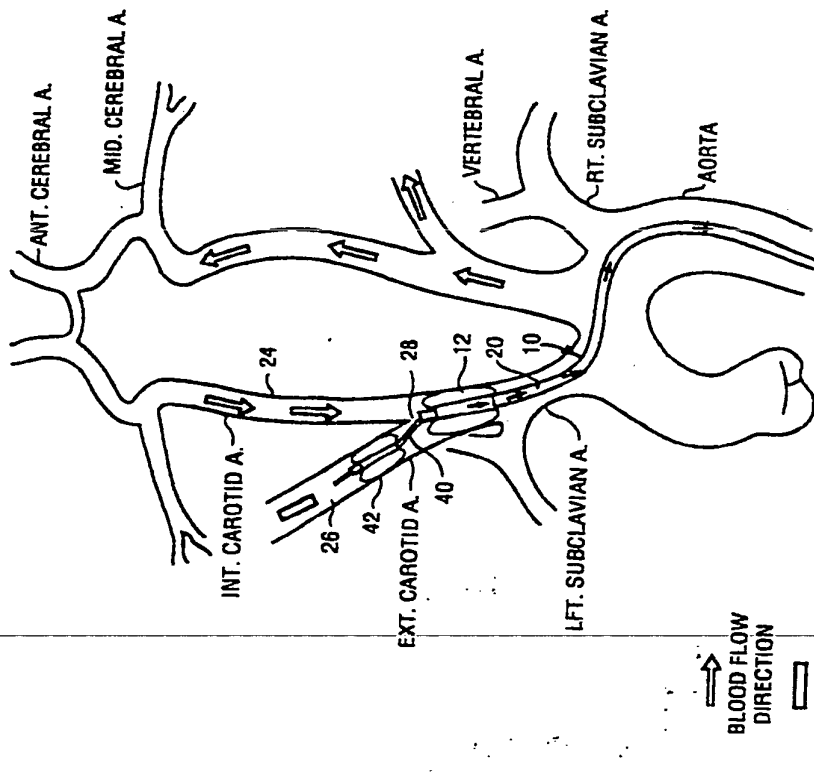 ANT. CEREBRAL A.
MID. CEREBRAL A.
24
INT. CAROTID A.
26
42
EXT. CAROTID A.
40
28
12
20
10
LFT. SUBCLAVIAN A.
VERTEBRAL A.
RT. SUBCLAVIAN A.
AORTA
BLOOD FLOW
DIRECTION